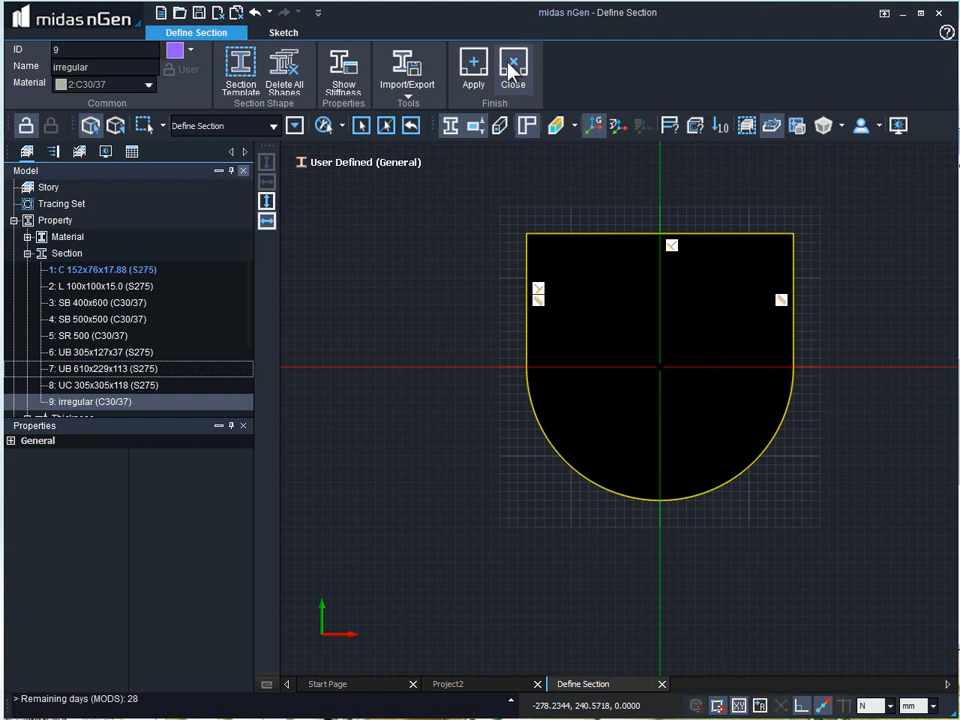 midas nGen
midas nGen - Define Section
Define Section
Sketch
ID
9
Name
irregular
User
Material
2:C30/37
Common
Section Template
Delete All Shapes
Section Shape
Show Stiffness
Properties
Import/Export
Tools
Apply
Close
Finish
Define Section
1.0
Model
Story
Tracing Set
Property
Material
Section
1: C 152x76x17.88 (S275)
2: L 100x100x15.0 (S275)
3: SB 400x600 (C30/37)
4: SB 500x500 (C30/37)
5: SR 500 (C30/37)
6: UB 305x127x37 (S275)
7: UB 610x229x113 (S275)
8: UC 305x305x118 (S275)
9: irregular (C30/37)
Properties
General
User Defined (General)
Start Page
Project2
Define Section
> Remaining days (MODS): 28
-278.2344, 240.5718, 0.0000
N
mm